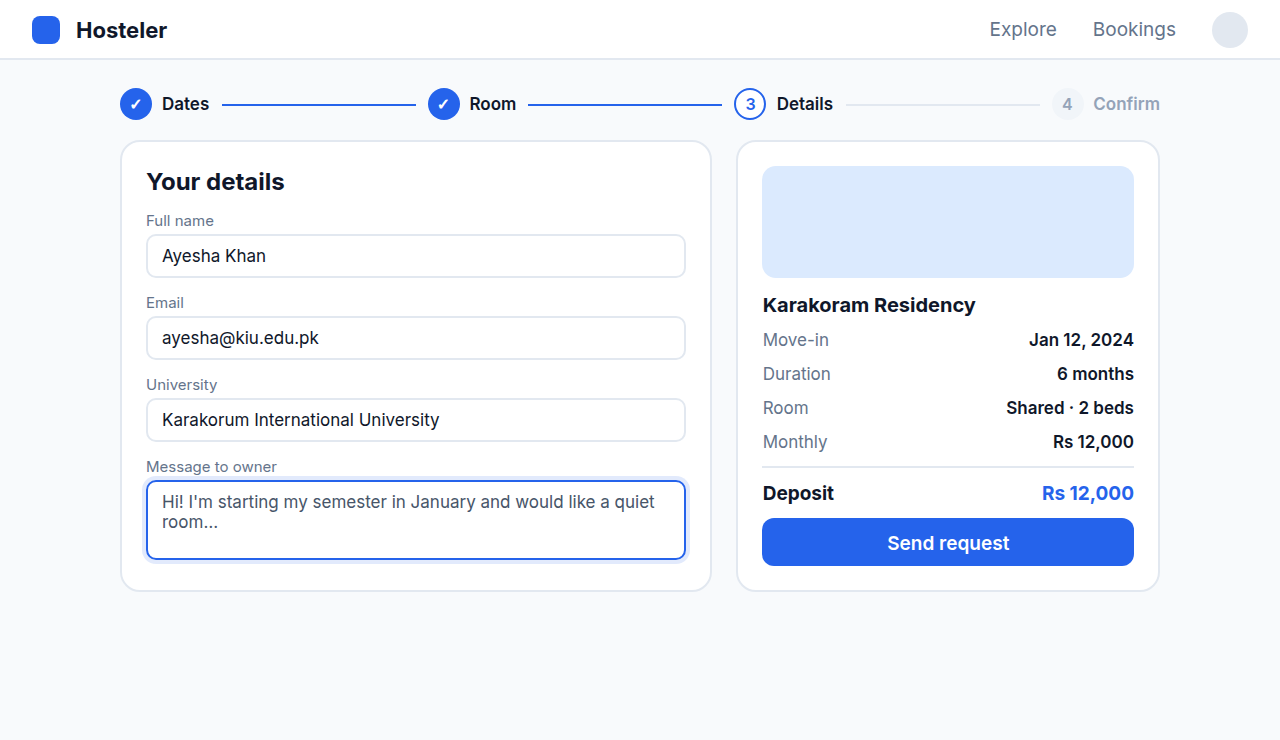 Hosteler
Explore
Bookings
✓ Dates
✓ Room
3 Details
4 Confirm
Your details
Full name
Ayesha Khan
Email
ayesha@kiu.edu.pk
University
Karakorum International University
Message to owner
Hi! I'm starting my semester in January and would like a quiet
room...
Karakoram Residency
Move-in Jan 12, 2024
Duration 6 months
Room Shared · 2 beds
Monthly Rs 12,000
Deposit Rs 12,000
Send request